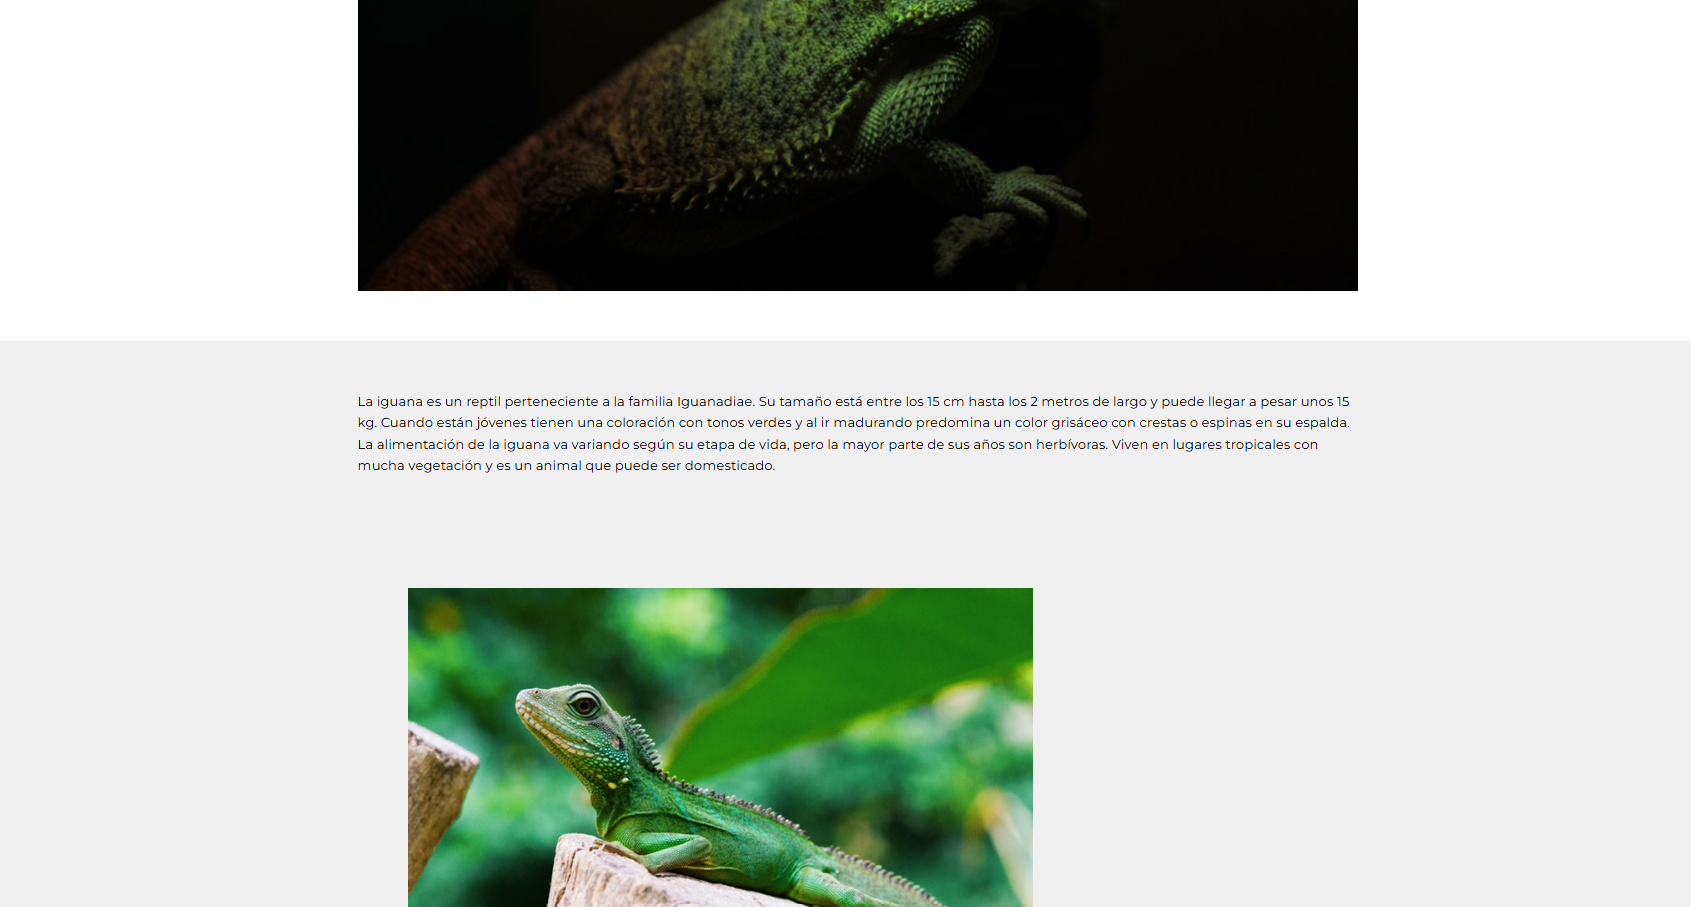 La iguana es un reptil perteneciente a la familia Iguanadiae. Su tamaño está entre los 15 cm hasta los 2 metros de largo y puede llegar a pesar unos 15
kg. Cuando están jóvenes tienen una coloración con tonos verdes y al ir madurando predomina un color grisáceo con crestas o espinas en su espalda.
La alimentación de la iguana va variando según su etapa de vida, pero la mayor parte de sus años son herbívoras. Viven en lugares tropicales con
mucha vegetación y es un animal que puede ser domesticado.